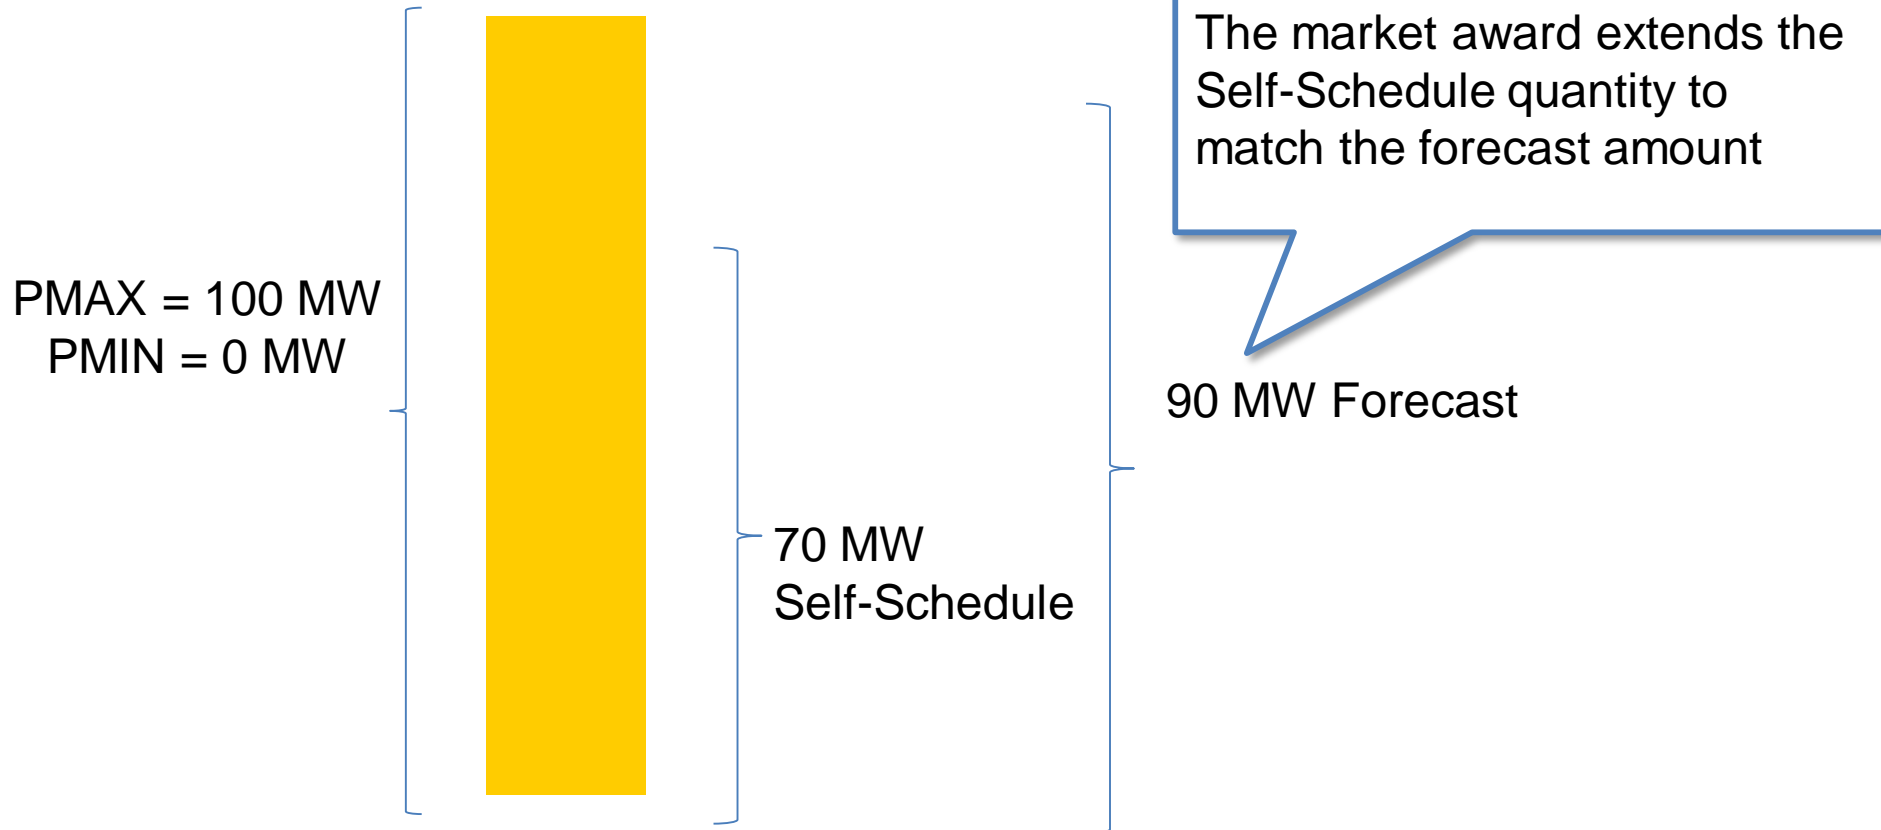 The market award extends the
Self-Schedule quantity to
match the forecast amount
PMAX = 100 MW
PMIN = 0 MW
90 MW Forecast
70 MW
Self-Schedule